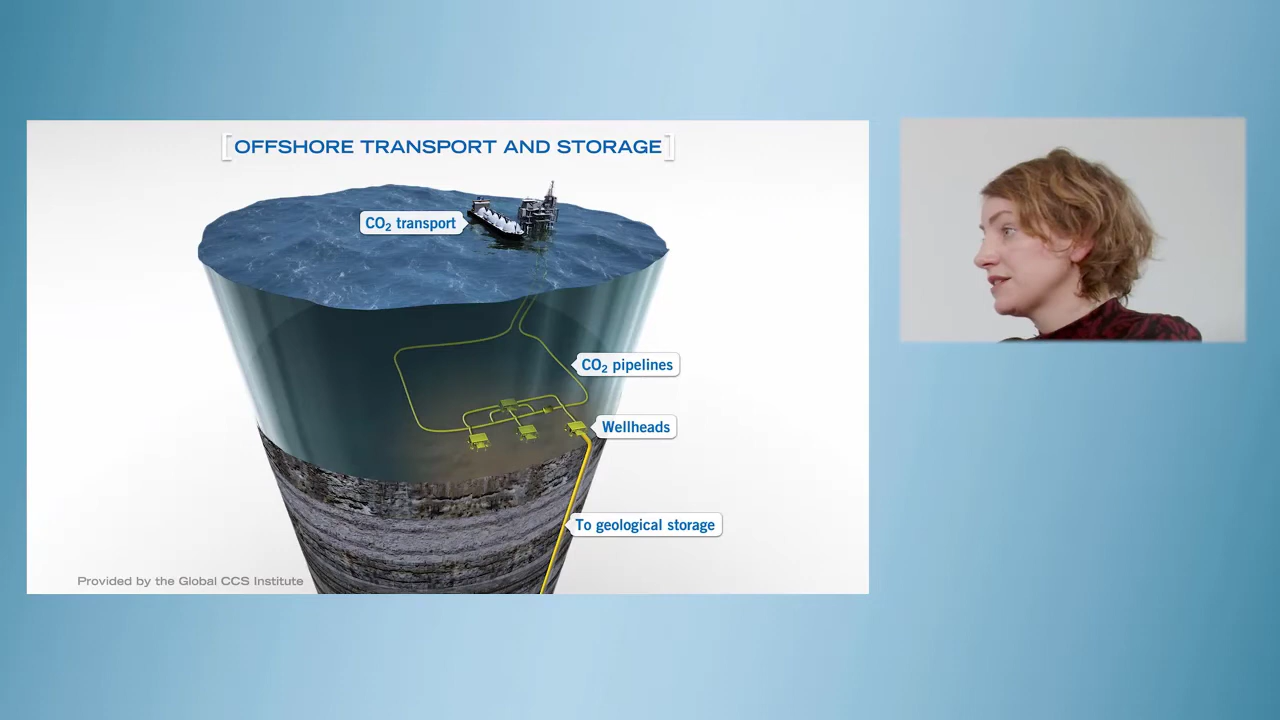 [OFFSHORE TRANSPORT AND STORAGE]
CO₂ transport
CO₂ pipelines
Wellheads
To geological storage
Provided by the Global CCS Institute